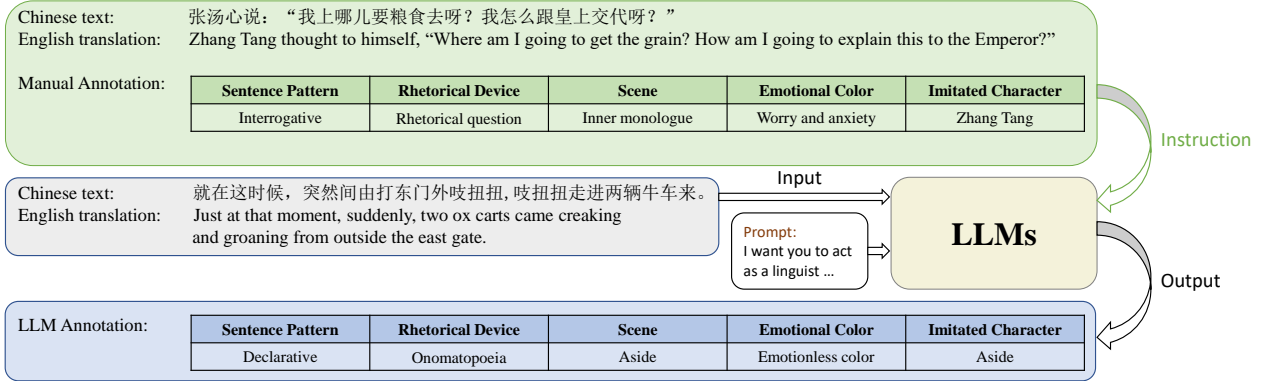 Chinese text: 张汤心说：“我上哪儿要粮食去呀？我怎么跟皇上交代呀？”
English translation: Zhang Tang thought to himself, “Where am I going to get the grain? How am I going to explain this to the Emperor?”
Manual Annotation:
Sentence Pattern Rhetorical Device Scene Emotional Color Imitated Character
Interrogative Rhetorical question Inner monologue Worry and anxiety Zhang Tang
Instruction
Chinese text: 就在这时候，突然间由打东门外吱扭扭,吱扭扭走进两辆牛车来。
English translation: Just at that moment, suddenly, two ox carts came creaking
and groaning from outside the east gate.
Input
Prompt:
I want you to act
as a linguist ...
LLMs
Output
LLM Annotation:
Sentence Pattern Rhetorical Device Scene Emotional Color Imitated Character
Declarative Onomatopoeia Aside Emotionless color Aside